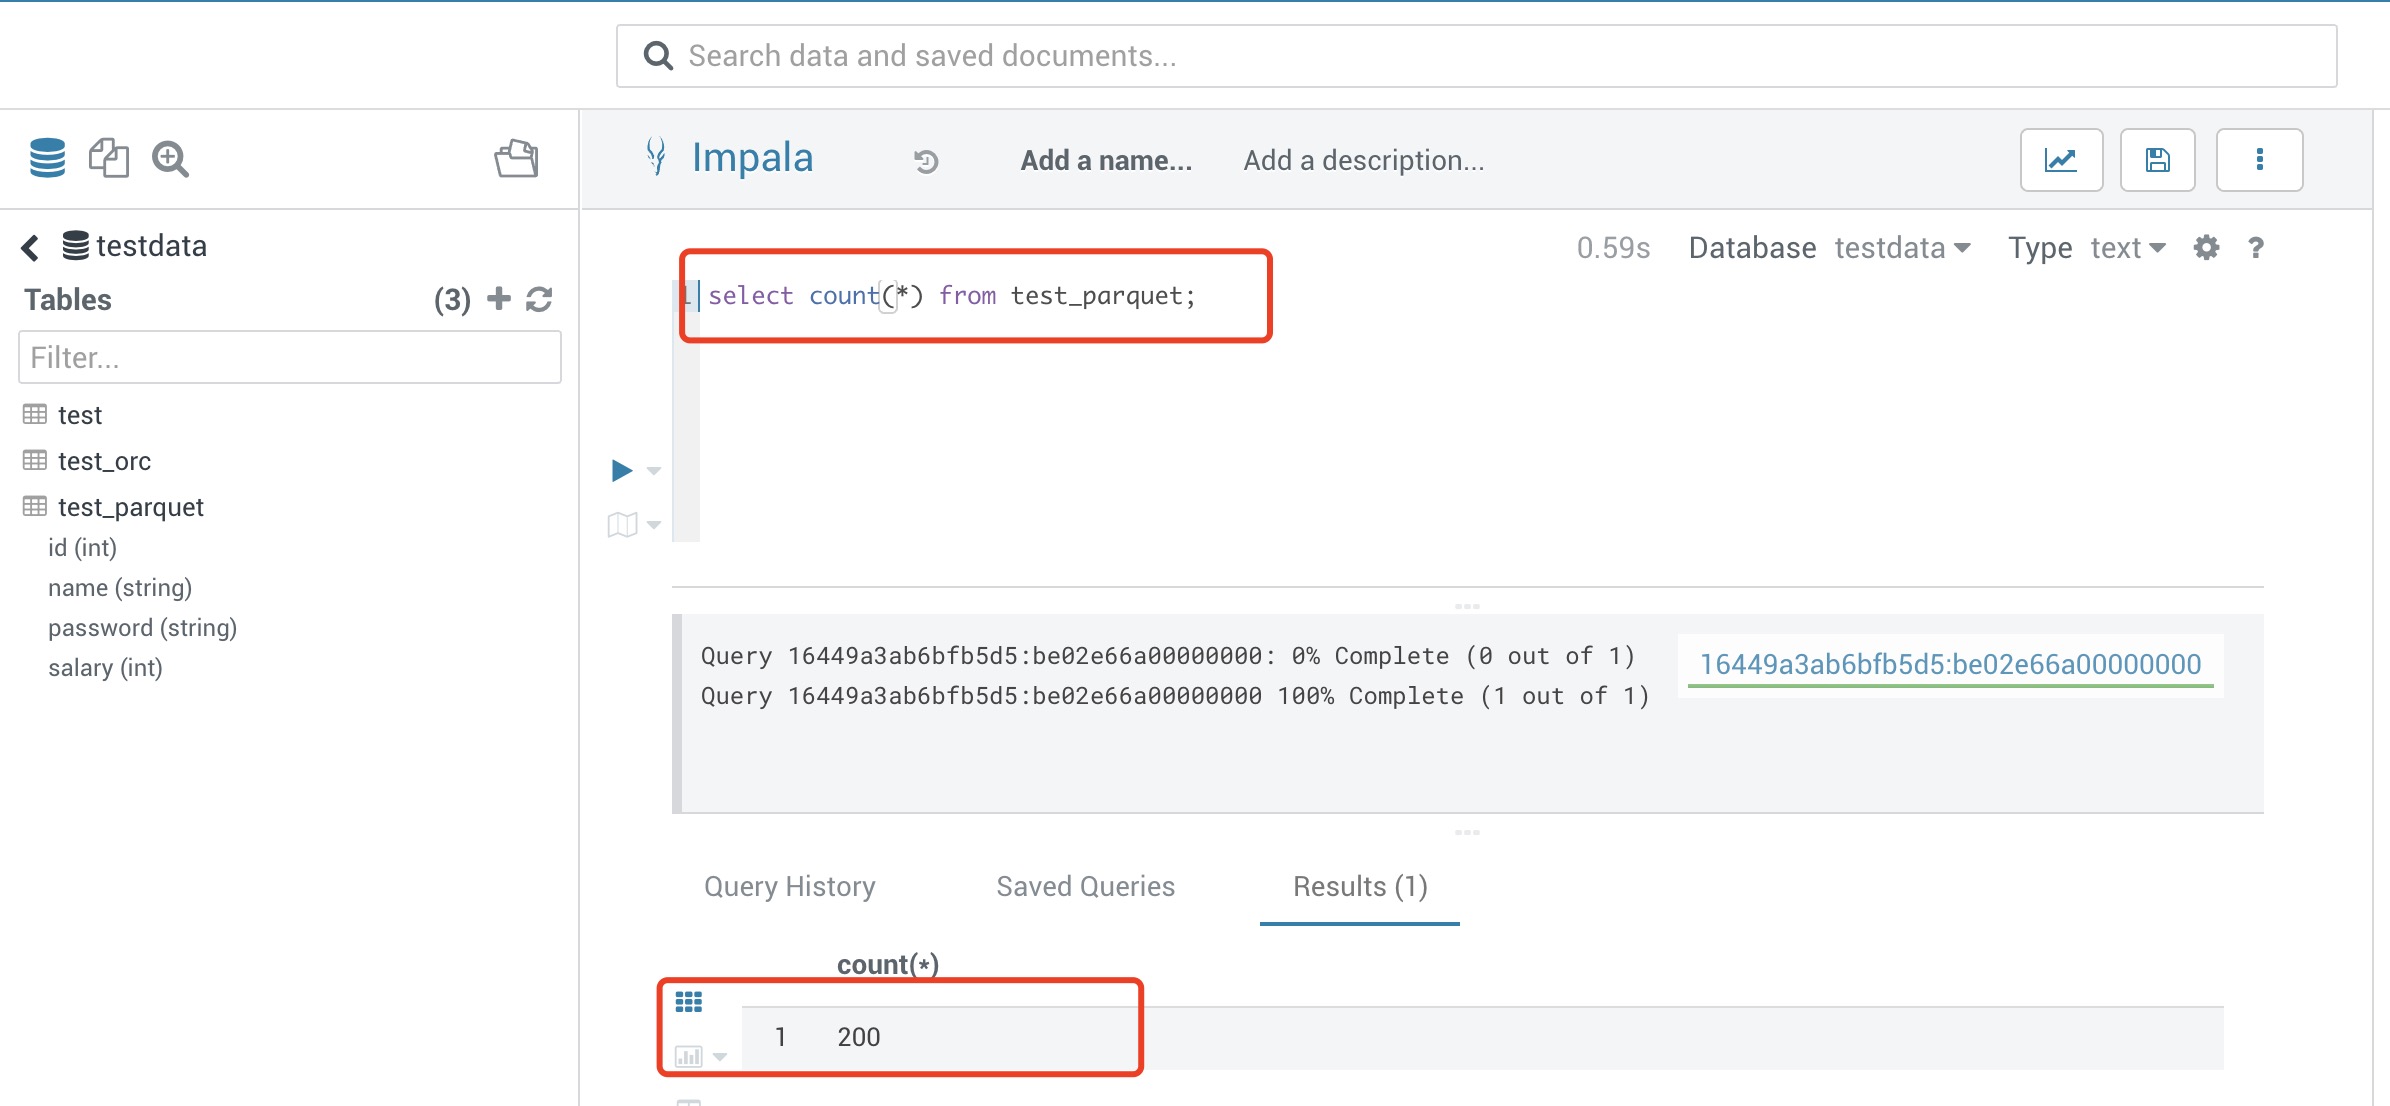 Search data and saved documents...
Impala
Add a name...
Add a description...
testdata
Tables
(3)
Filter...
test
test_orc
test_parquet
id (int)
name (string)
password (string)
salary (int)
0.59s
Database
testdata
Type
text
?
1
select count(*) from test_parquet;
Query 16449a3ab6bfb5d5:be02e66a00000000: 0% Complete (0 out of 1)
Query 16449a3ab6bfb5d5:be02e66a00000000 100% Complete (1 out of 1)
16449a3ab6bfb5d5:be02e66a00000000
Query History
Saved Queries
Results (1)
count(*)
1
200